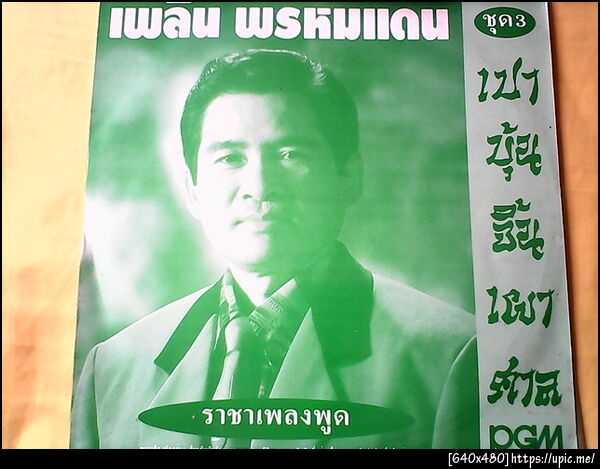 เพลิน พรหมแดน
ชุด3
เปา
บุ้น
จิ้น
เผา
ศาล
ราชาเพลงพูด
PGM
[640x480]https://upic.me/